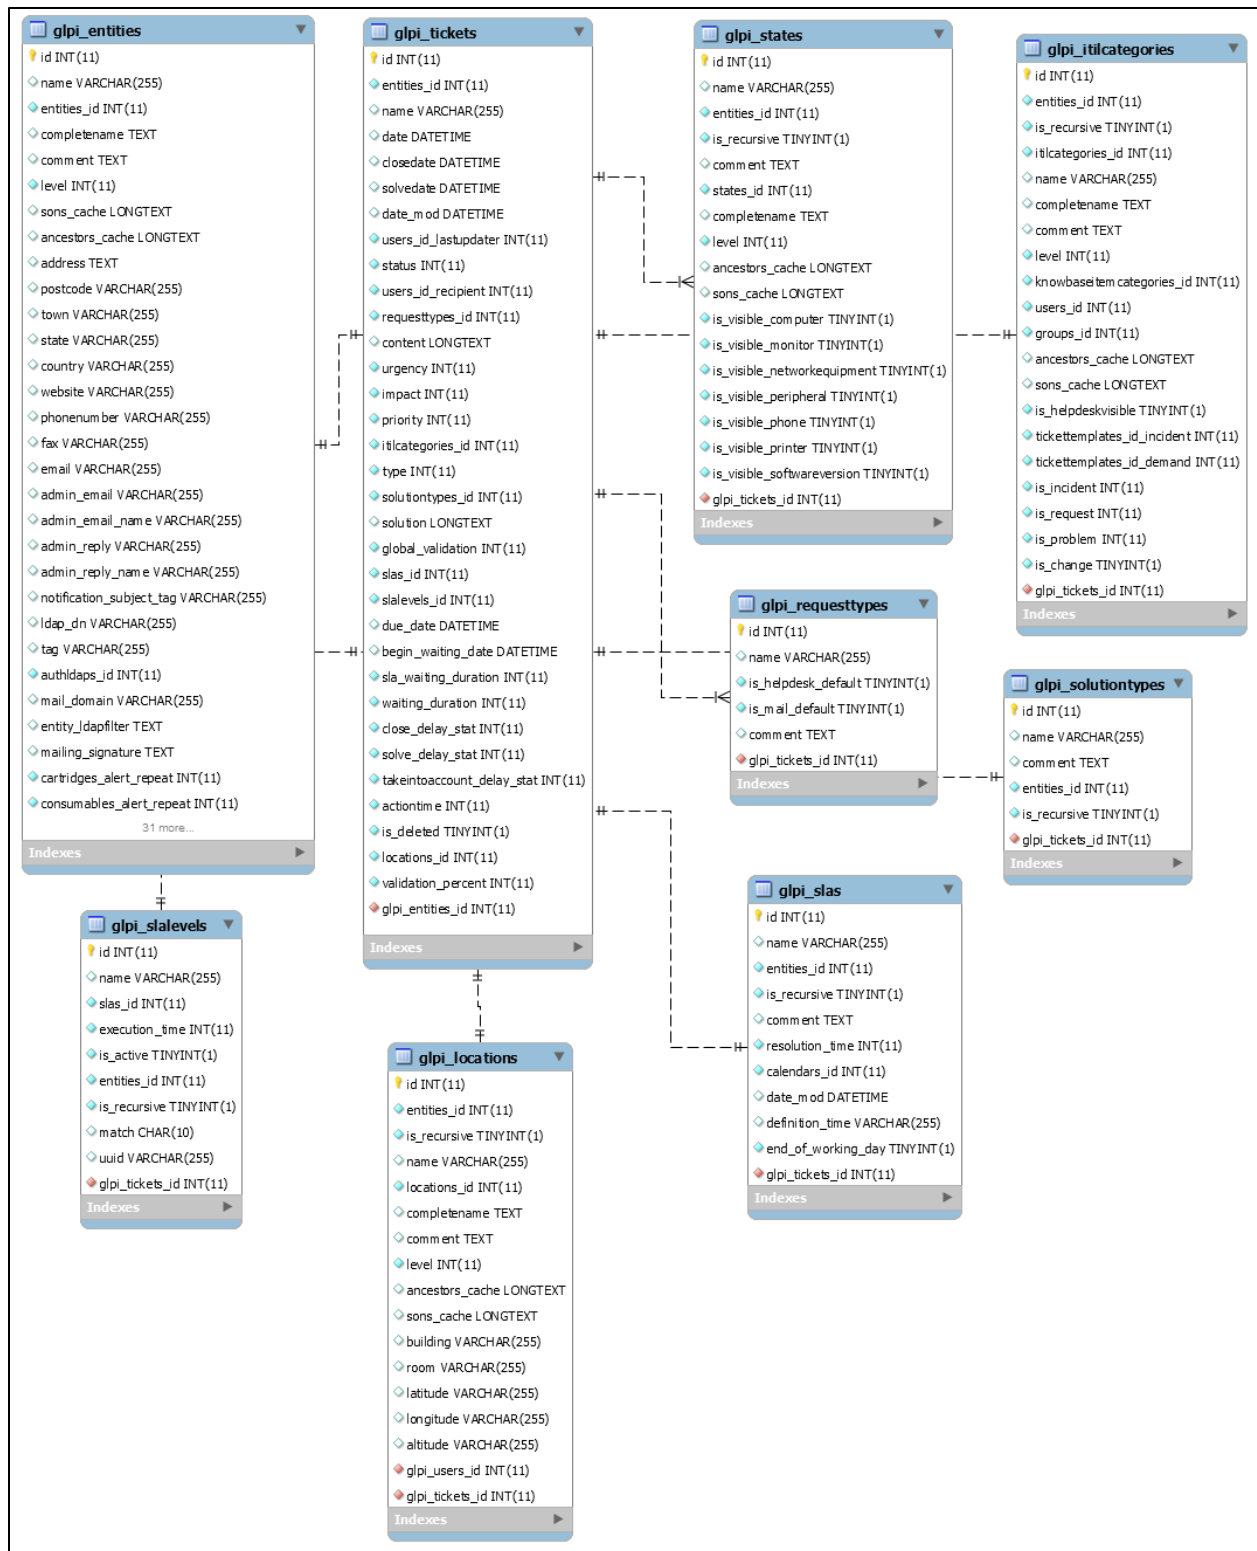 glpi_entities
id INT(11)
name VARCHAR(255)
entities_id INT(11)
completename TEXT
comment TEXT
level INT(11)
sons_cache LONGTEXT
ancestors_cache LONGTEXT
address TEXT
postcode VARCHAR(255)
town VARCHAR(255)
state VARCHAR(255)
country VARCHAR(255)
website VARCHAR(255)
phonenumber VARCHAR(255)
fax VARCHAR(255)
email VARCHAR(255)
admin_email VARCHAR(255)
admin_email_name VARCHAR(255)
admin_reply VARCHAR(255)
admin_reply_name VARCHAR(255)
notification_subject_tag VARCHAR(255)
ldap_dn VARCHAR(255)
tag VARCHAR(255)
authldaps_id INT(11)
mail_domain VARCHAR(255)
entity_ldapfilter TEXT
mailing_signature TEXT
cartridges_alert_repeat INT(11)
consumables_alert_repeat INT(11)
31 more...
Indexes
glpi_tickets
id INT(11)
entities_id INT(11)
name VARCHAR(255)
date DATETIME
closedate DATETIME
solvedate DATETIME
date_mod DATETIME
users_id_lastupdater INT(11)
status INT(11)
users_id_recipient INT(11)
requesttypes_id INT(11)
content LONGTEXT
urgency INT(11)
impact INT(11)
priority INT(11)
itilcategories_id INT(11)
type INT(11)
solutiontypes_id INT(11)
solution LONGTEXT
global_validation INT(11)
slas_id INT(11)
slalevels_id INT(11)
due_date DATETIME
begin_waiting_date DATETIME
sla_waiting_duration INT(11)
waiting_duration INT(11)
close_delay_stat INT(11)
solve_delay_stat INT(11)
takeintoaccount_delay_stat INT(11)
actiontime INT(11)
is_deleted TINYINT(1)
locations_id INT(11)
validation_percent INT(11)
glpi_entities_id INT(11)
Indexes
glpi_states
id INT(11)
name VARCHAR(255)
entities_id INT(11)
is_recursive TINYINT(1)
comment TEXT
states_id INT(11)
completename TEXT
level INT(11)
ancestors_cache LONGTEXT
sons_cache LONGTEXT
is_visible_computer TINYINT(1)
is_visible_monitor TINYINT(1)
is_visible_networkequipment TINYINT(1)
is_visible_peripheral TINYINT(1)
is_visible_phone TINYINT(1)
is_visible_printer TINYINT(1)
is_visible_softwareversion TINYINT(1)
glpi_tickets_id INT(11)
Indexes
glpi_itilcategories
id INT(11)
entities_id INT(11)
is_recursive TINYINT(1)
itilcategories_id INT(11)
name VARCHAR(255)
completename TEXT
comment TEXT
level INT(11)
knowbaseitemcategories_id INT(11)
users_id INT(11)
groups_id INT(11)
ancestors_cache LONGTEXT
sons_cache LONGTEXT
is_helpdeskvisible TINYINT(1)
tickettemplates_id_incident INT(11)
tickettemplates_id_demand INT(11)
is_incident INT(11)
is_request INT(11)
is_problem INT(11)
is_change TINYINT(1)
glpi_tickets_id INT(11)
Indexes
glpi_requesttypes
id INT(11)
name VARCHAR(255)
is_helpdesk_default TINYINT(1)
is_mail_default TINYINT(1)
comment TEXT
glpi_tickets_id INT(11)
Indexes
glpi_solutiontypes
id INT(11)
name VARCHAR(255)
comment TEXT
entities_id INT(11)
is_recursive TINYINT(1)
glpi_tickets_id INT(11)
Indexes
glpi_slas
id INT(11)
name VARCHAR(255)
entities_id INT(11)
is_recursive TINYINT(1)
comment TEXT
resolution_time INT(11)
calendars_id INT(11)
date_mod DATETIME
definition_time VARCHAR(255)
end_of_working_day TINYINT(1)
glpi_tickets_id INT(11)
Indexes
glpi_slalevels
id INT(11)
name VARCHAR(255)
slas_id INT(11)
execution_time INT(11)
is_active TINYINT(1)
entities_id INT(11)
is_recursive TINYINT(1)
match CHAR(10)
uuid VARCHAR(255)
glpi_tickets_id INT(11)
Indexes
glpi_locations
id INT(11)
entities_id INT(11)
is_recursive TINYINT(1)
name VARCHAR(255)
locations_id INT(11)
completename TEXT
comment TEXT
level INT(11)
ancestors_cache LONGTEXT
sons_cache LONGTEXT
building VARCHAR(255)
room VARCHAR(255)
latitude VARCHAR(255)
longitude VARCHAR(255)
altitude VARCHAR(255)
glpi_users_id INT(11)
glpi_tickets_id INT(11)
Indexes